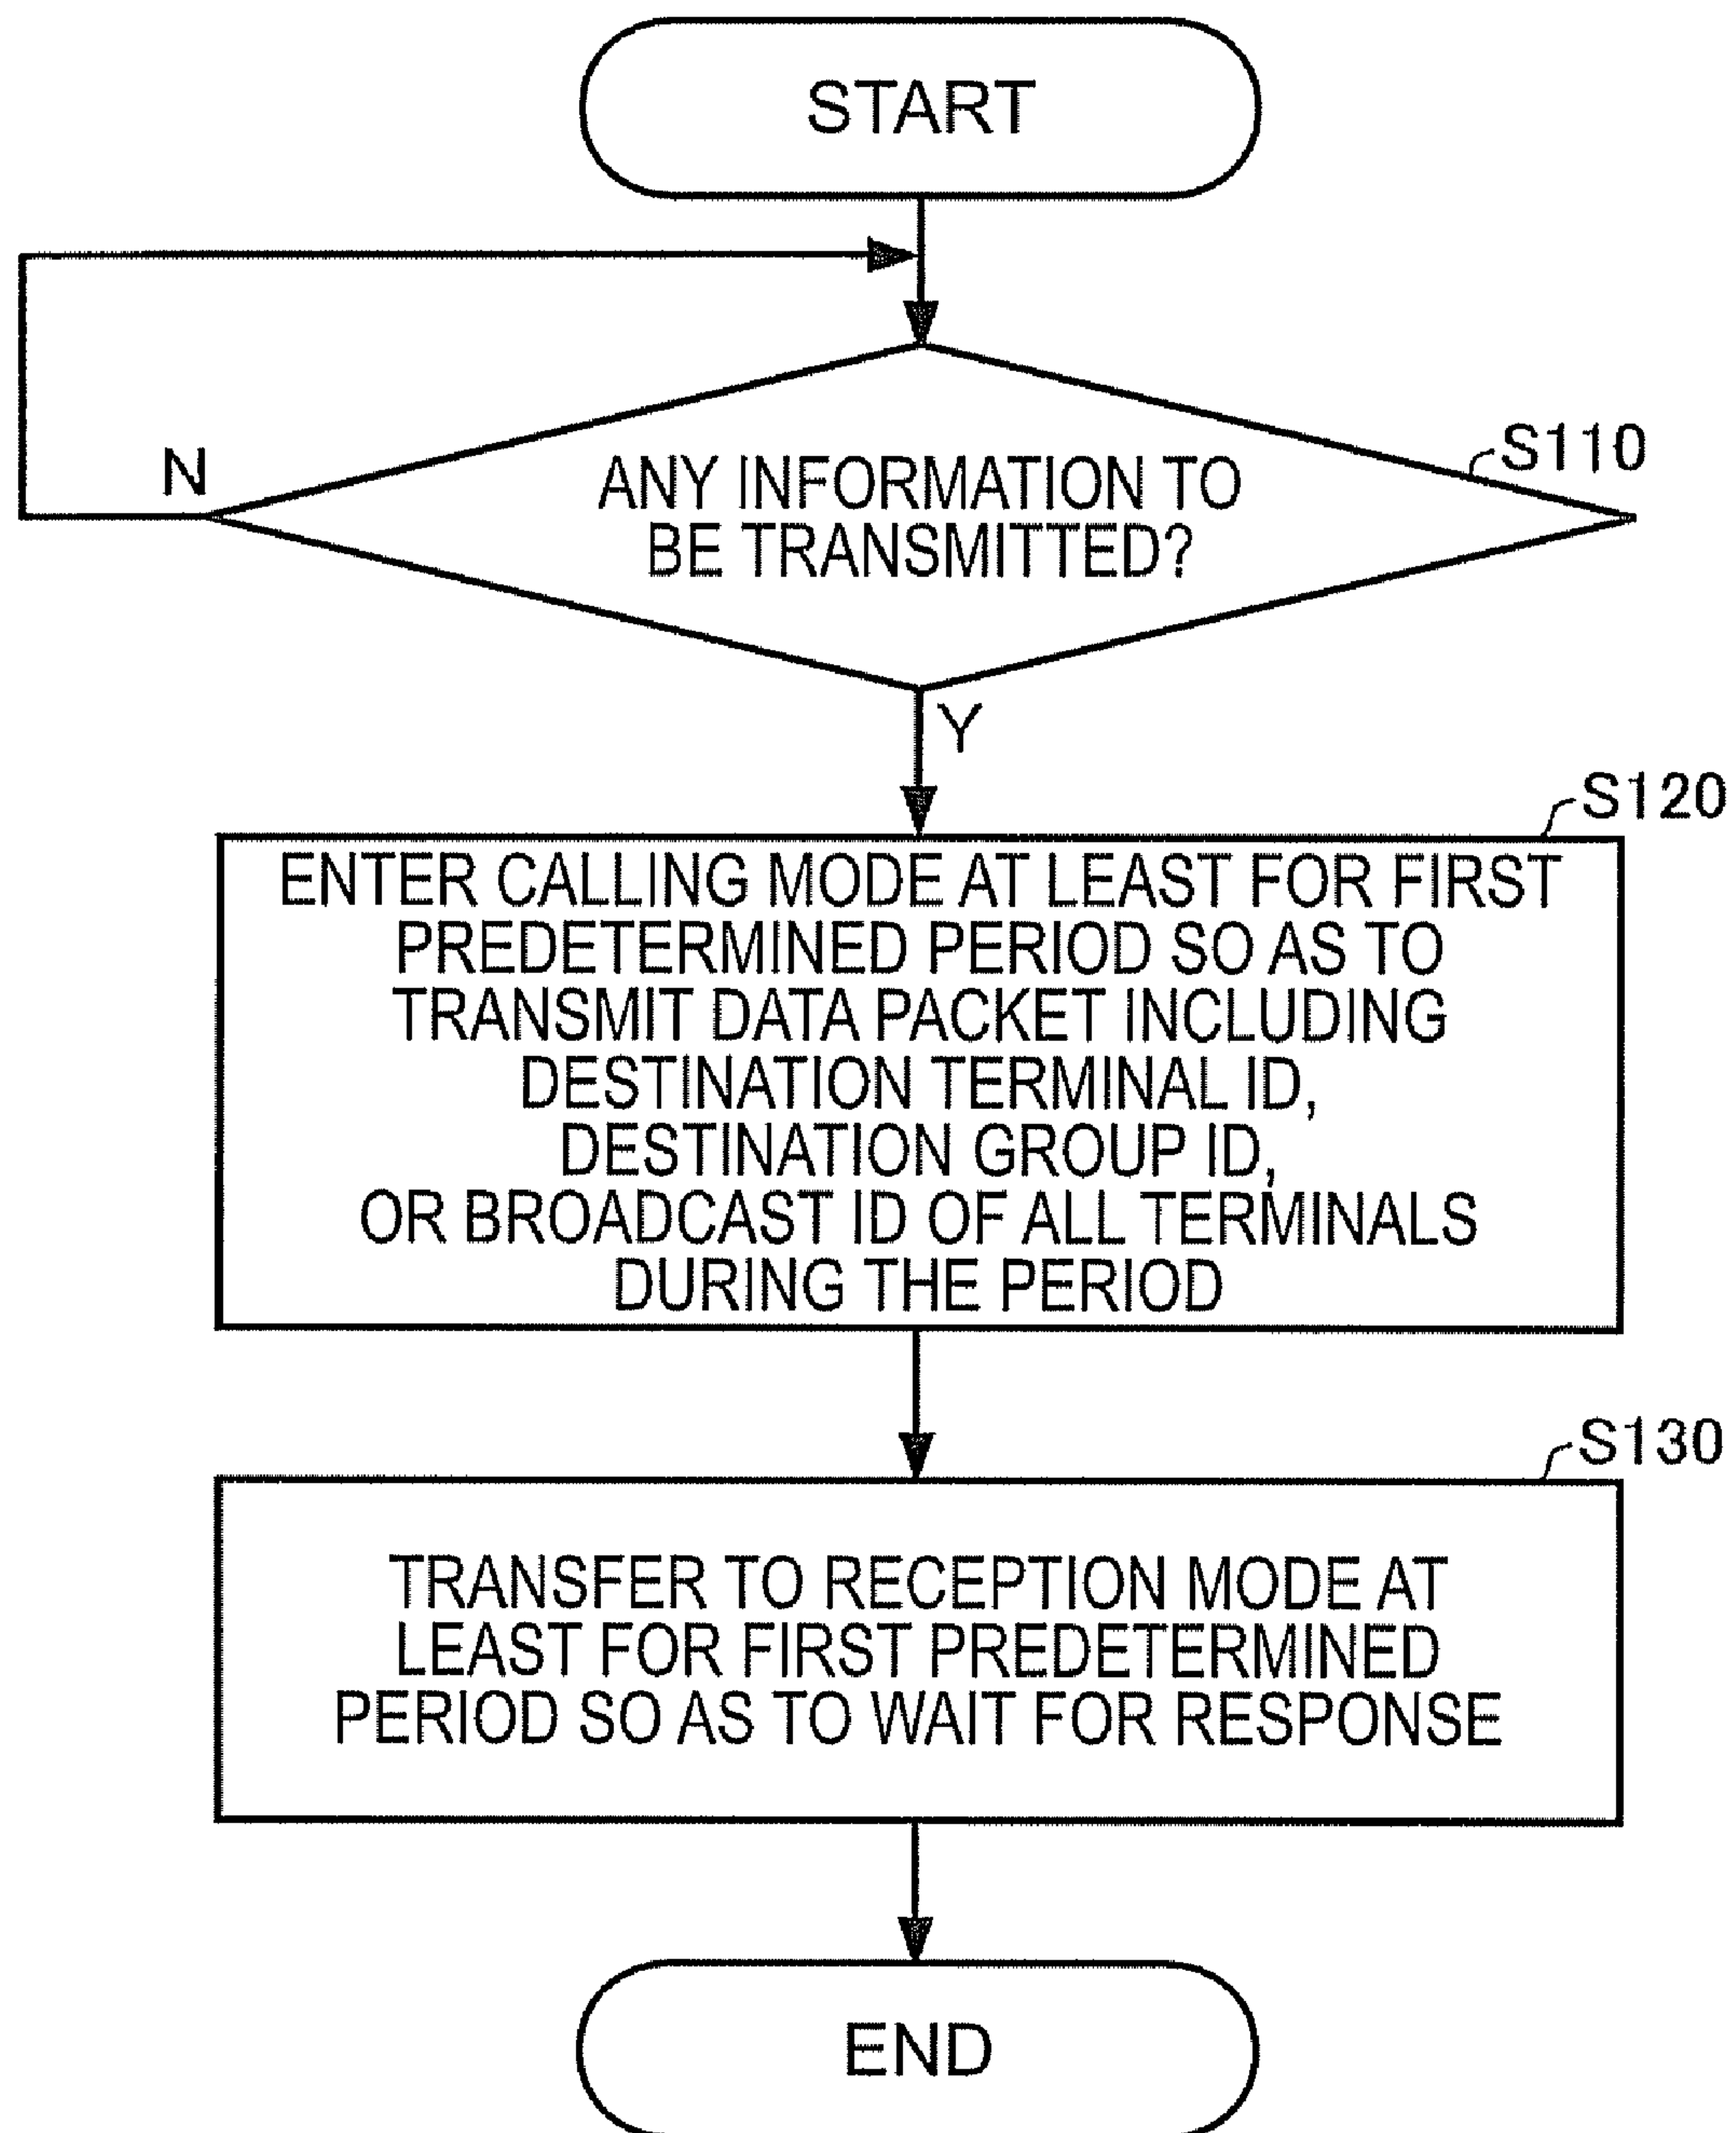 START
N
S110
ANY INFORMATION TO
BE TRANSMITTED?
Y
S120
ENTER CALLING MODE AT LEAST FOR FIRST
PREDETERMINED PERIOD SO AS TO
TRANSMIT DATA PACKET INCLUDING
DESTINATION TERMINAL ID,
DESTINATION GROUP ID,
OR BROADCAST ID OF ALL TERMINALS
DURING THE PERIOD
S130
TRANSFER TO RECEPTION MODE AT
LEAST FOR FIRST PREDETERMINED
PERIOD SO AS TO WAIT FOR RESPONSE
END